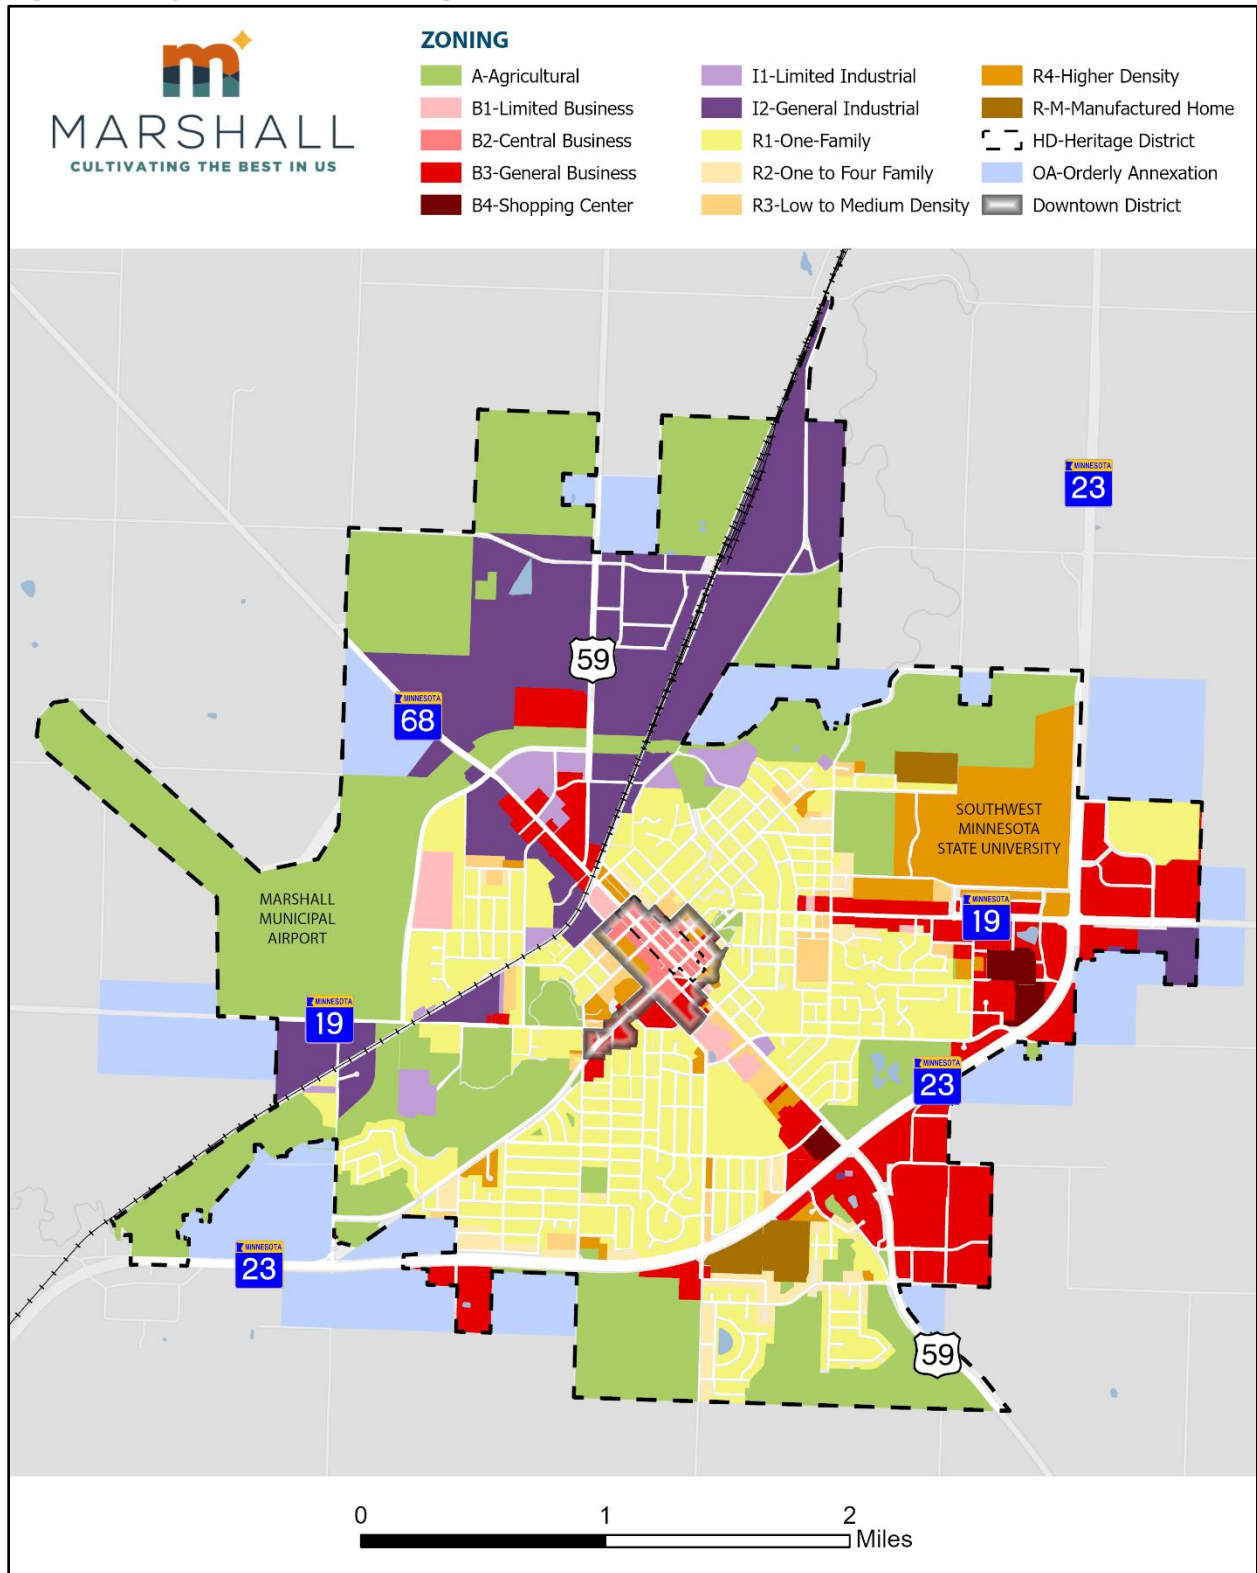 MARSHALL
CULTIVATING THE BEST IN US
ZONING
A-Agricultural
B1-Limited Business
B2-Central Business
B3-General Business
B4-Shopping Center
I1-Limited Industrial
I2-General Industrial
R1-One-Family
R2-One to Four Family
R3-Low to Medium Density
R4-Higher Density
R-M-Manufactured Home
HD-Heritage District
OA-Orderly Annexation
Downtown District
MINNESOTA
23
59
MINNESOTA
68
SOUTHWEST
MINNESOTA
STATE UNIVERSITY
MARSHALL
MUNICIPAL
AIRPORT
MINNESOTA
19
MINNESOTA
19
MINNESOTA
23
MINNESOTA
23
59
0
1
2
Miles